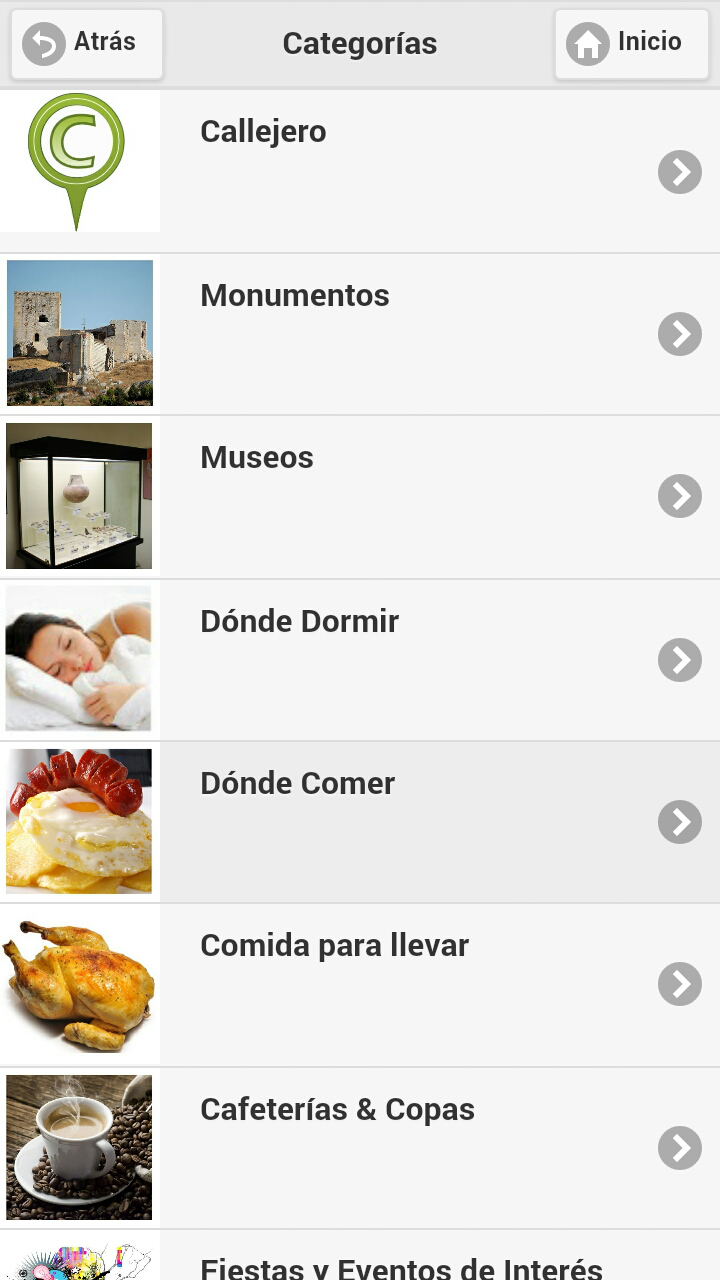 Atrás
Categorías
Inicio
C
Callejero
Monumentos
Museos
Dónde Dormir
Dónde Comer
Comida para llevar
Cafeterías & Copas
Fiestas y Eventos de Interés